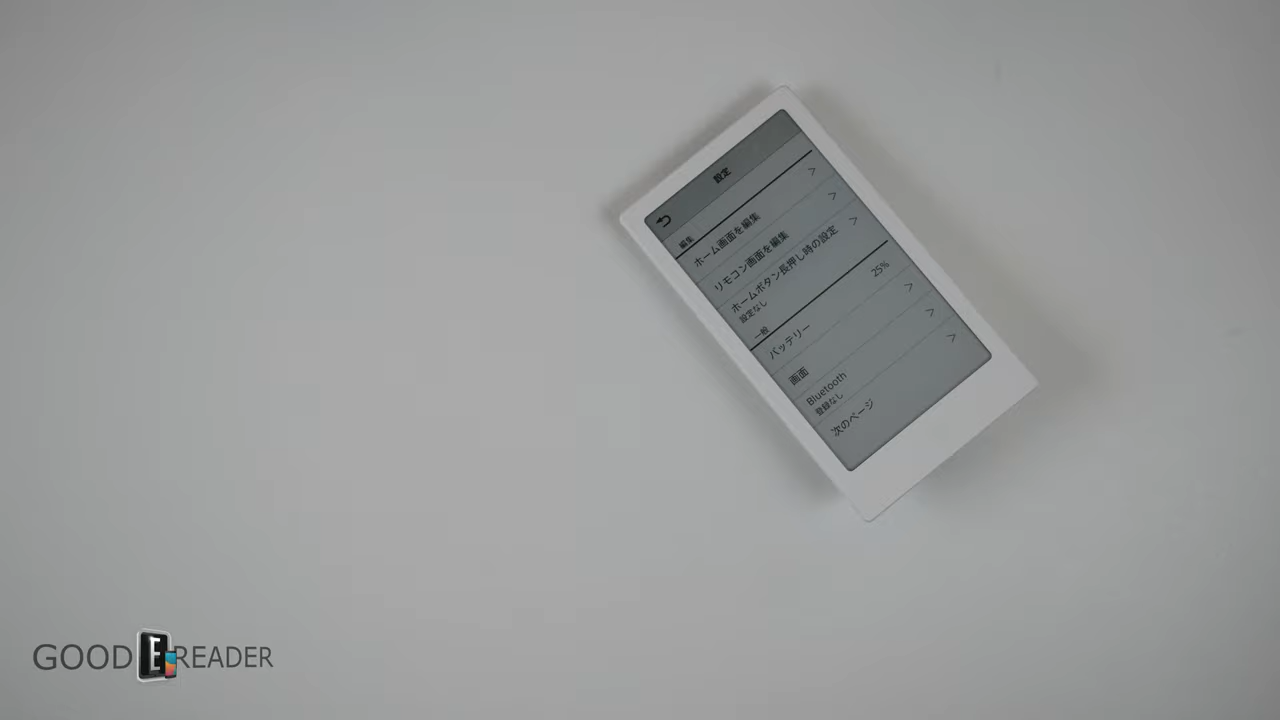 設定
編集
ホーム画面を編集
リモコン画面を編集
ホームボタン長押し時の設定
設定なし
一般
バッテリー 25%
画面
Bluetooth
登録なし
次のページ
GOOD E READER